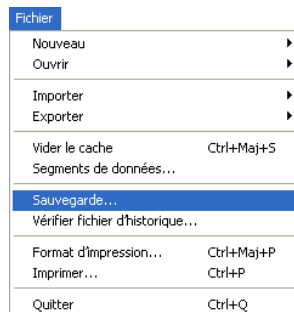 Fichier
Nouveau
Ouvrir
Importer
Exporter
Vider le cache Ctrl+Maj+S
Segments de données...
Sauvegarde...
Vérifier fichier d'historique...
Format d'impression... Ctrl+Maj+P
Imprimer... Ctrl+P
Quitter Ctrl+Q